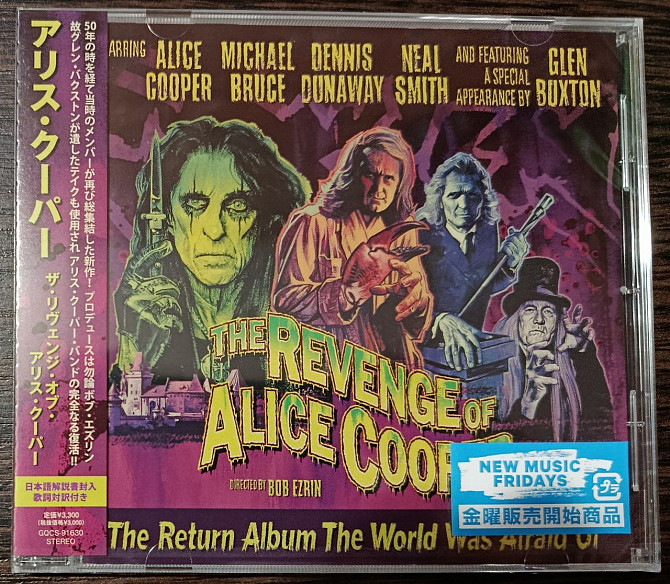 50年の時を経て当時のメンバーが再び総集結した新作！プロデュースは勿論ボブ・エズリン
故グレン・バクストンが遺したテイクも使用されアリス・クーパー・バンドの完全なる復活!!
アリス・クーパー
ザ・リヴェンジ・オブ・
アリス・クーパー
日本語解説書封入
歌詞対訳付き
定価¥3,300
(税抜価格¥3,000)
GQCS-91630
STEREO
ARRING ALICE COOPER
MICHAEL BRUCE
DENNIS DUNAWAY
NEAL SMITH
AND FEATURING
A SPECIAL
APPEARANCE BY
GLEN BUXTON
THE REVENGE OF
ALICE COOPER
DIRECTED BY BOB EZRIN
The Return Album The World Was Afraid Of
NEW MUSIC
FRIDAYS
プラ
金曜販売開始商品